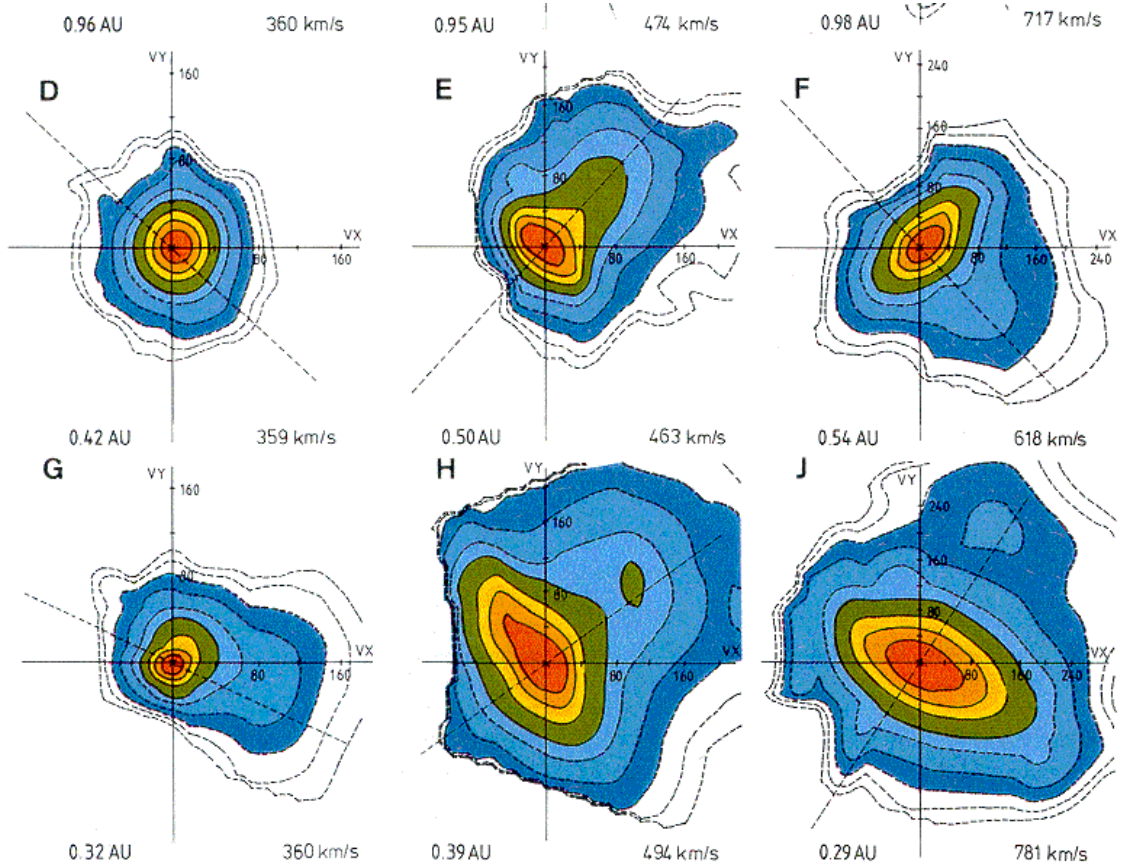 0.96 AU 360 km/s 0.95 AU 474 km/s 0.98 AU 717 km/s
D VY 160 80 VX 80 160
E VY 160 80 VX 80 160
F VY 240 160 80 VX 80 160 240
0.42 AU 359 km/s 0.50 AU 463 km/s 0.54 AU 618 km/s
G VY 160 80 VX 80 160
H VY 160 80 VX 80 160
J VY 240 160 80 VX 80 160 240
0.32 AU 360 km/s 0.39 AU 494 km/s 0.29 AU 781 km/s